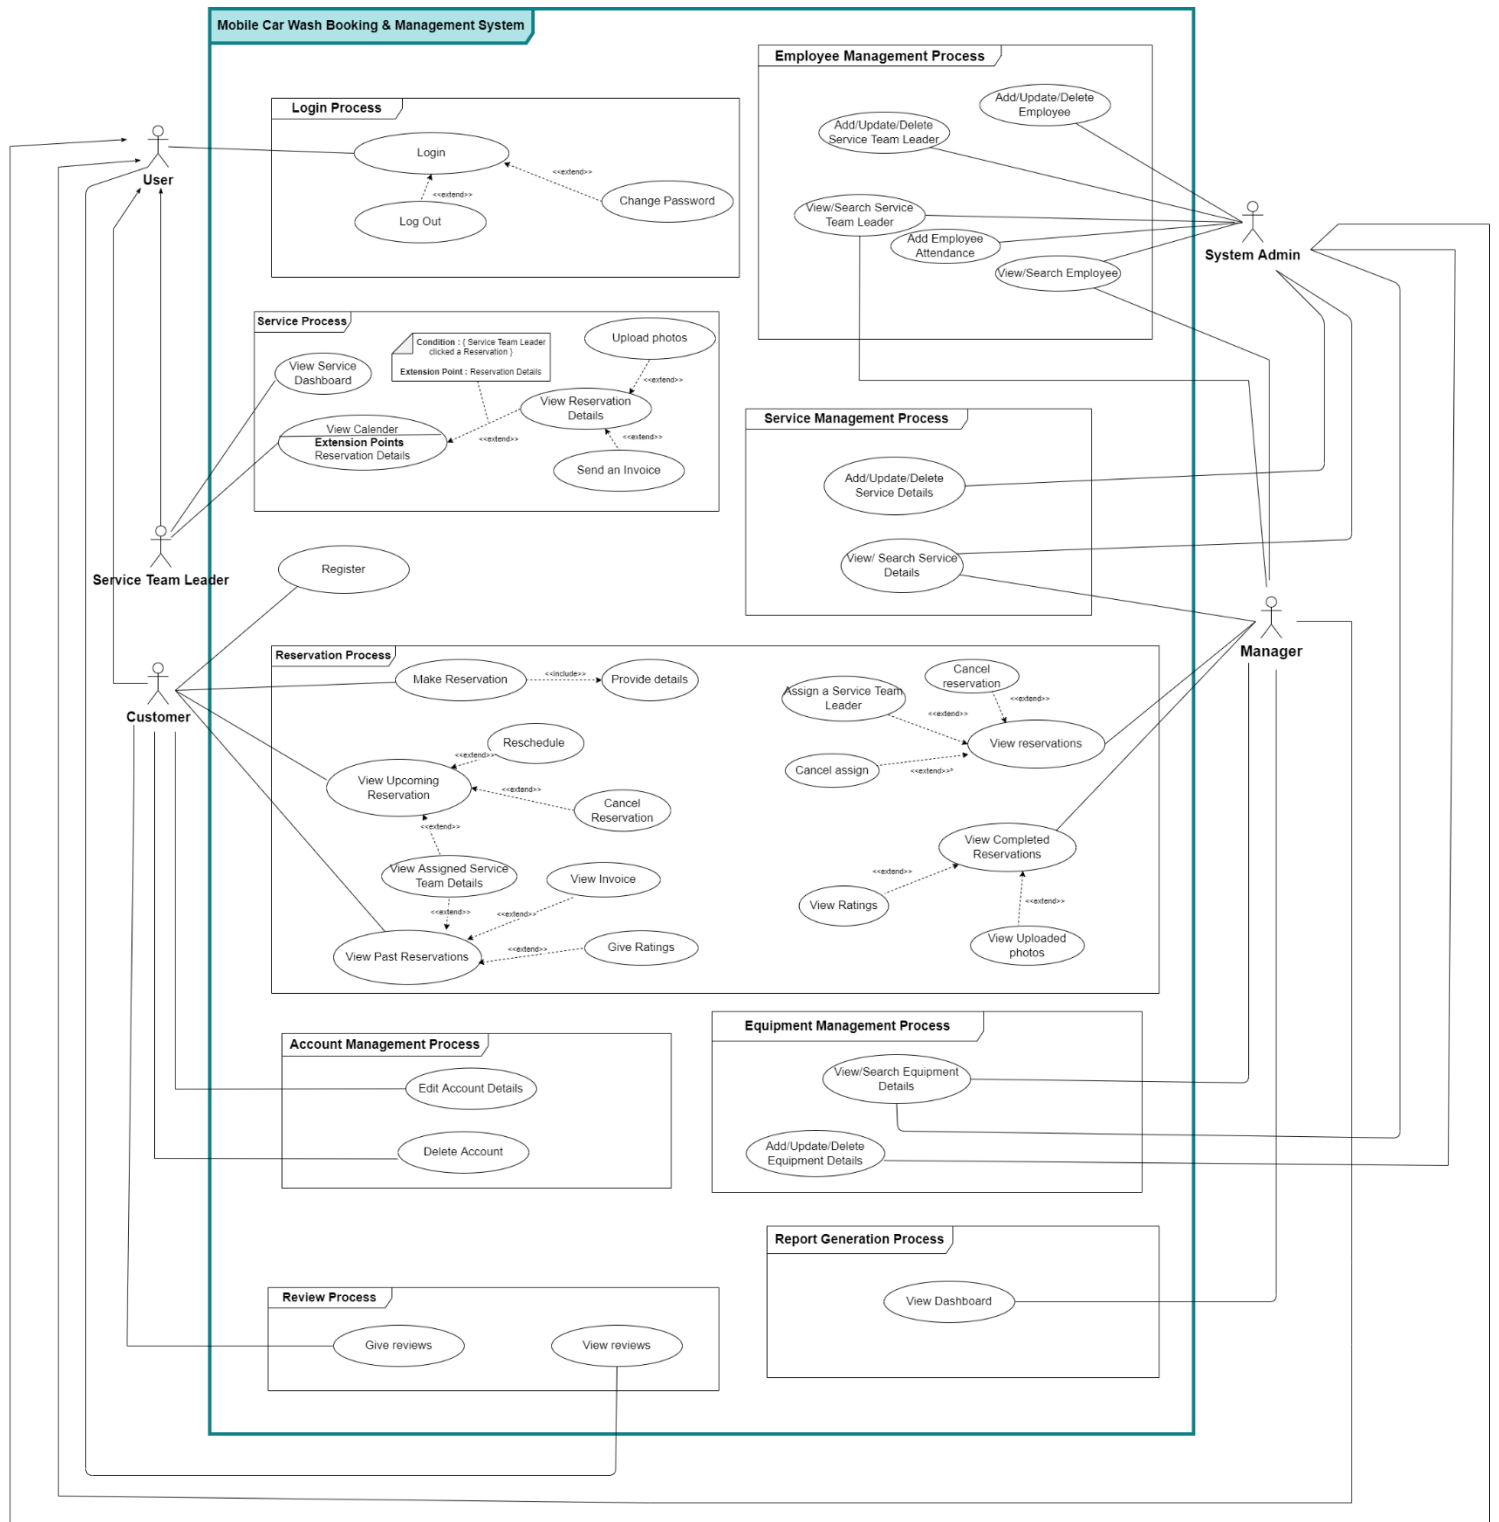 Mobile Car Wash Booking & Management System
Login Process
Login
<<extend>>
<<extend>>
Change Password
Log Out
User
Employee Management Process
Add/Update/Delete
Employee
Add/Update/Delete
Service Team Leader
View/Search Service
Team Leader
Add Employee
Attendance
View/Search Employee
System Admin
Service Process
Condition : { Service Team Leader
clicked a Reservation }
Extension Point : Reservation Details
Upload photos
View Service
Dashboard
<<extend>>
View Reservation
Details
View Calender
Extension Points
Reservation Details
<<extend>>
<<extend>>
Send an Invoice
Service Team Leader
Service Management Process
Add/Update/Delete
Service Details
View/ Search Service
Details
Manager
Register
Customer
Reservation Process
Make Reservation
<<include>>
Provide details
Reschedule
<<extend>>
View Upcoming
Reservation
<<extend>>
Cancel
Reservation
<<extend>>
View Assigned Service
Team Details
View Invoice
<<extend>>
<<extend>>
View Past Reservations
<<extend>>
Give Ratings
Cancel
reservation
Assign a Service Team
Leader
<<extend>>
<<extend>>
View reservations
Cancel assign
<<extend>>*
View Completed
Reservations
<<extend>>
View Ratings
<<extend>>
View Uploaded
photos
Account Management Process
Edit Account Details
Delete Account
Equipment Management Process
View/Search Equipment
Details
Add/Update/Delete
Equipment Details
Report Generation Process
View Dashboard
Review Process
Give reviews
View reviews